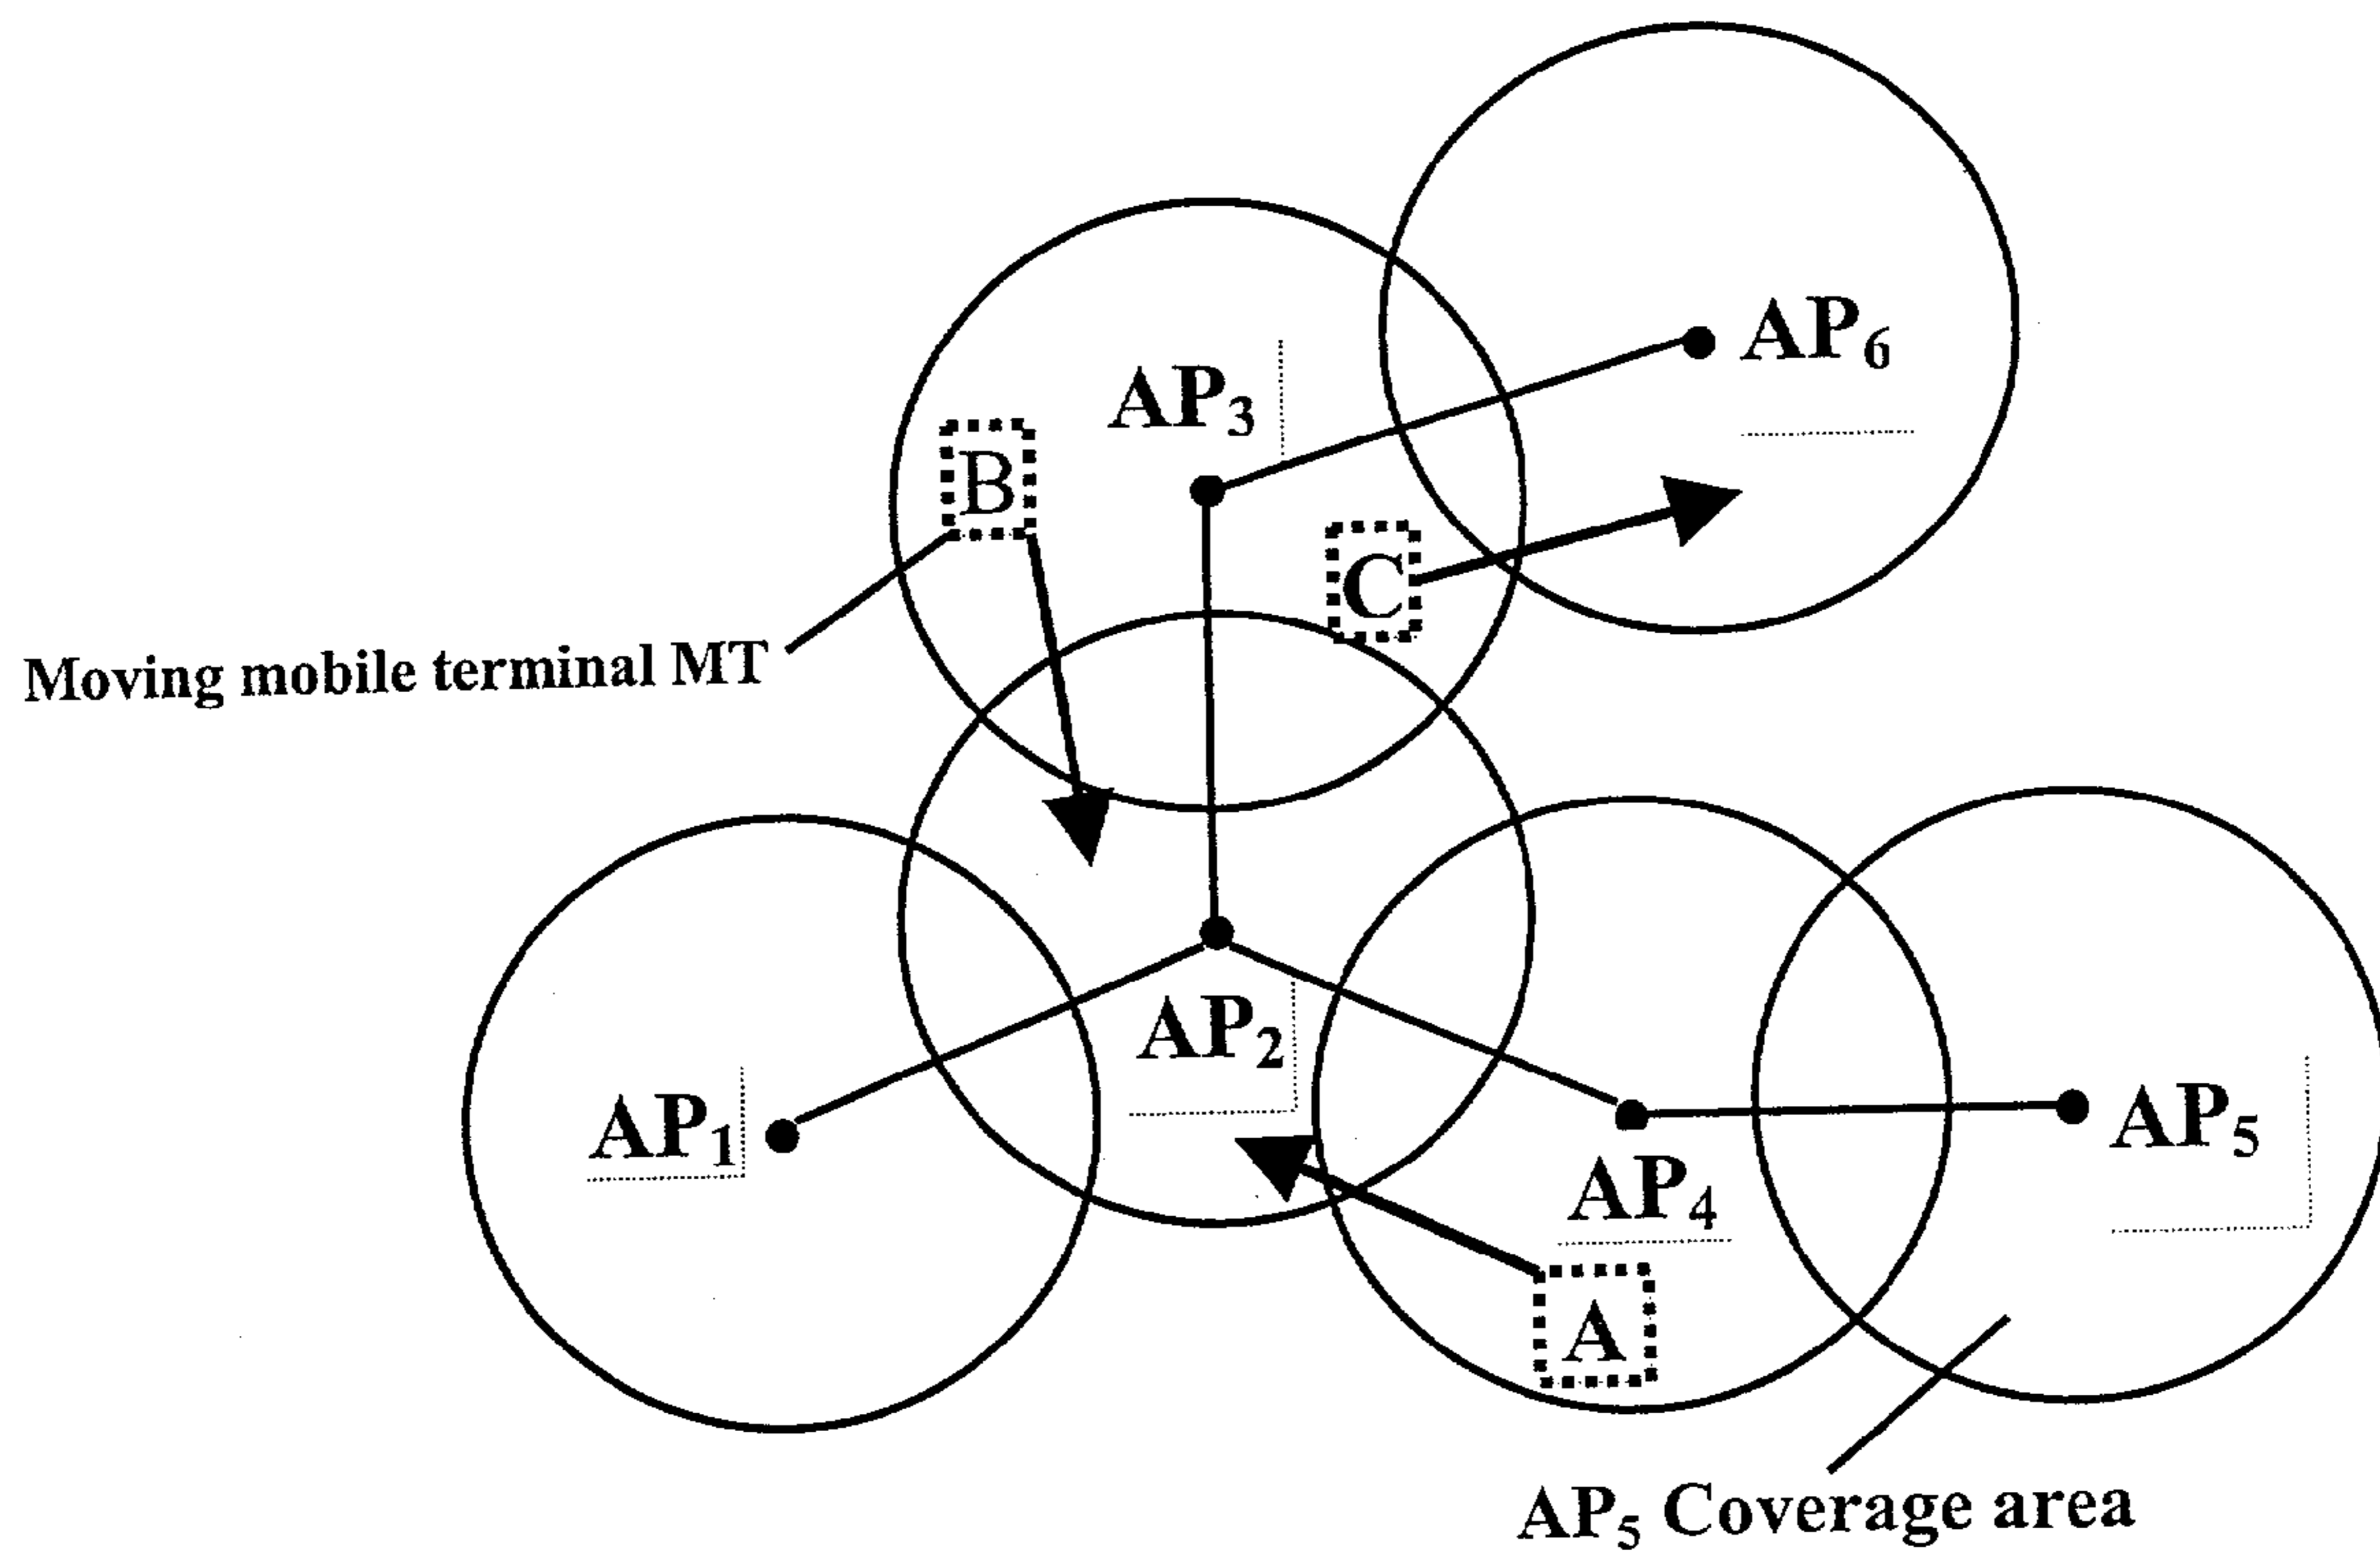 AP₆
AP₃
B
C
Moving mobile terminal MT
AP₂
AP₁
AP₅
AP₄
A
AP₅ Coverage area